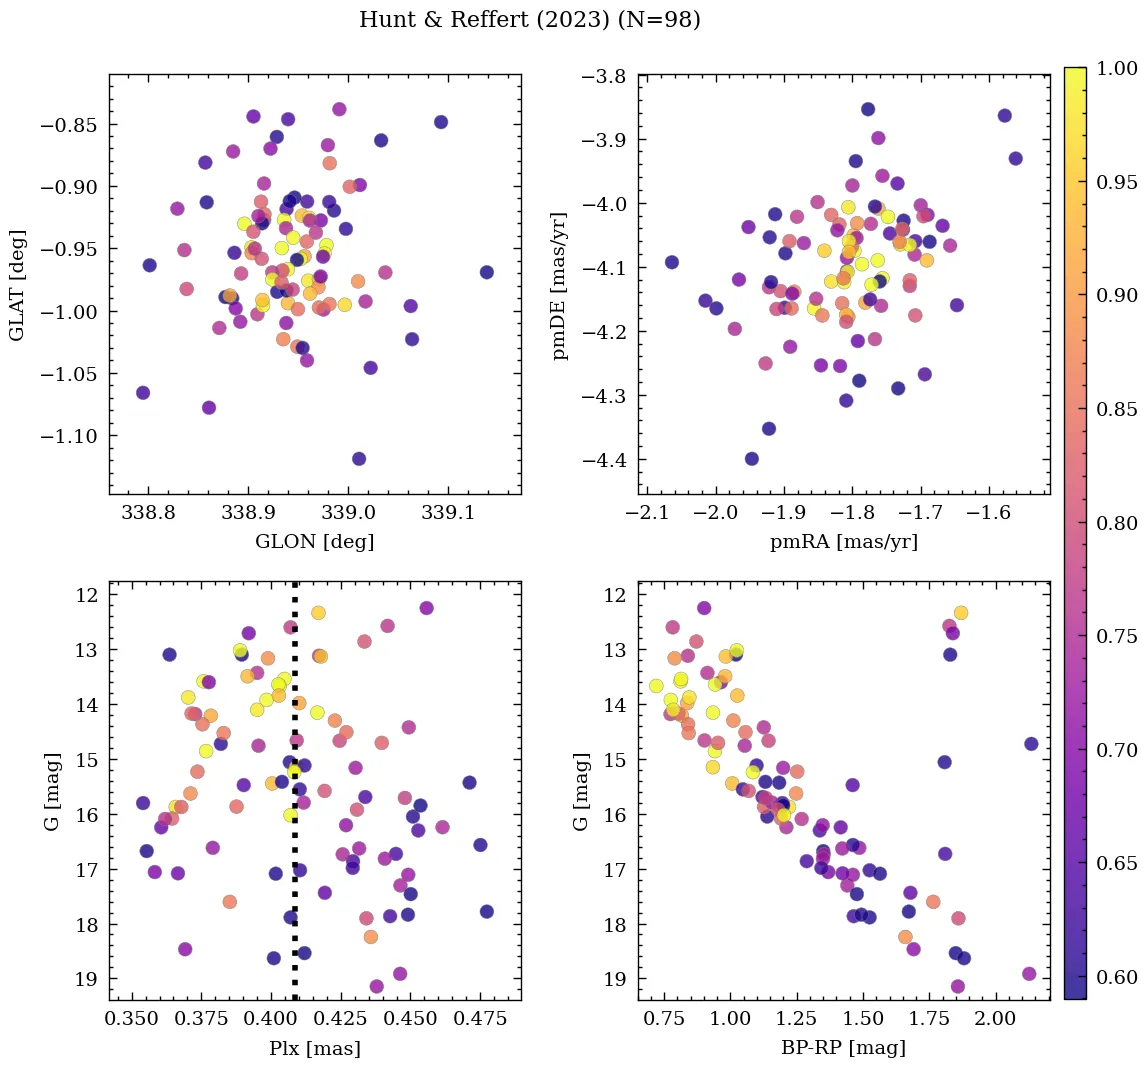 Hunt & Reffert (2023) (N=98)
−0.85
−0.90
−0.95
−1.00
−1.05
−1.10
GLAT [deg]
338.8 338.9 339.0 339.1
GLON [deg]
−3.8
−3.9
−4.0
−4.1
−4.2
−4.3
−4.4
pmDE [mas/yr]
−2.1 −2.0 −1.9 −1.8 −1.7 −1.6
pmRA [mas/yr]
12
13
14
15
16
17
18
19
G [mag]
0.350 0.375 0.400 0.425 0.450 0.475
Plx [mas]
12
13
14
15
16
17
18
19
G [mag]
0.75 1.00 1.25 1.50 1.75 2.00
BP-RP [mag]
1.00
0.95
0.90
0.85
0.80
0.75
0.70
0.65
0.60